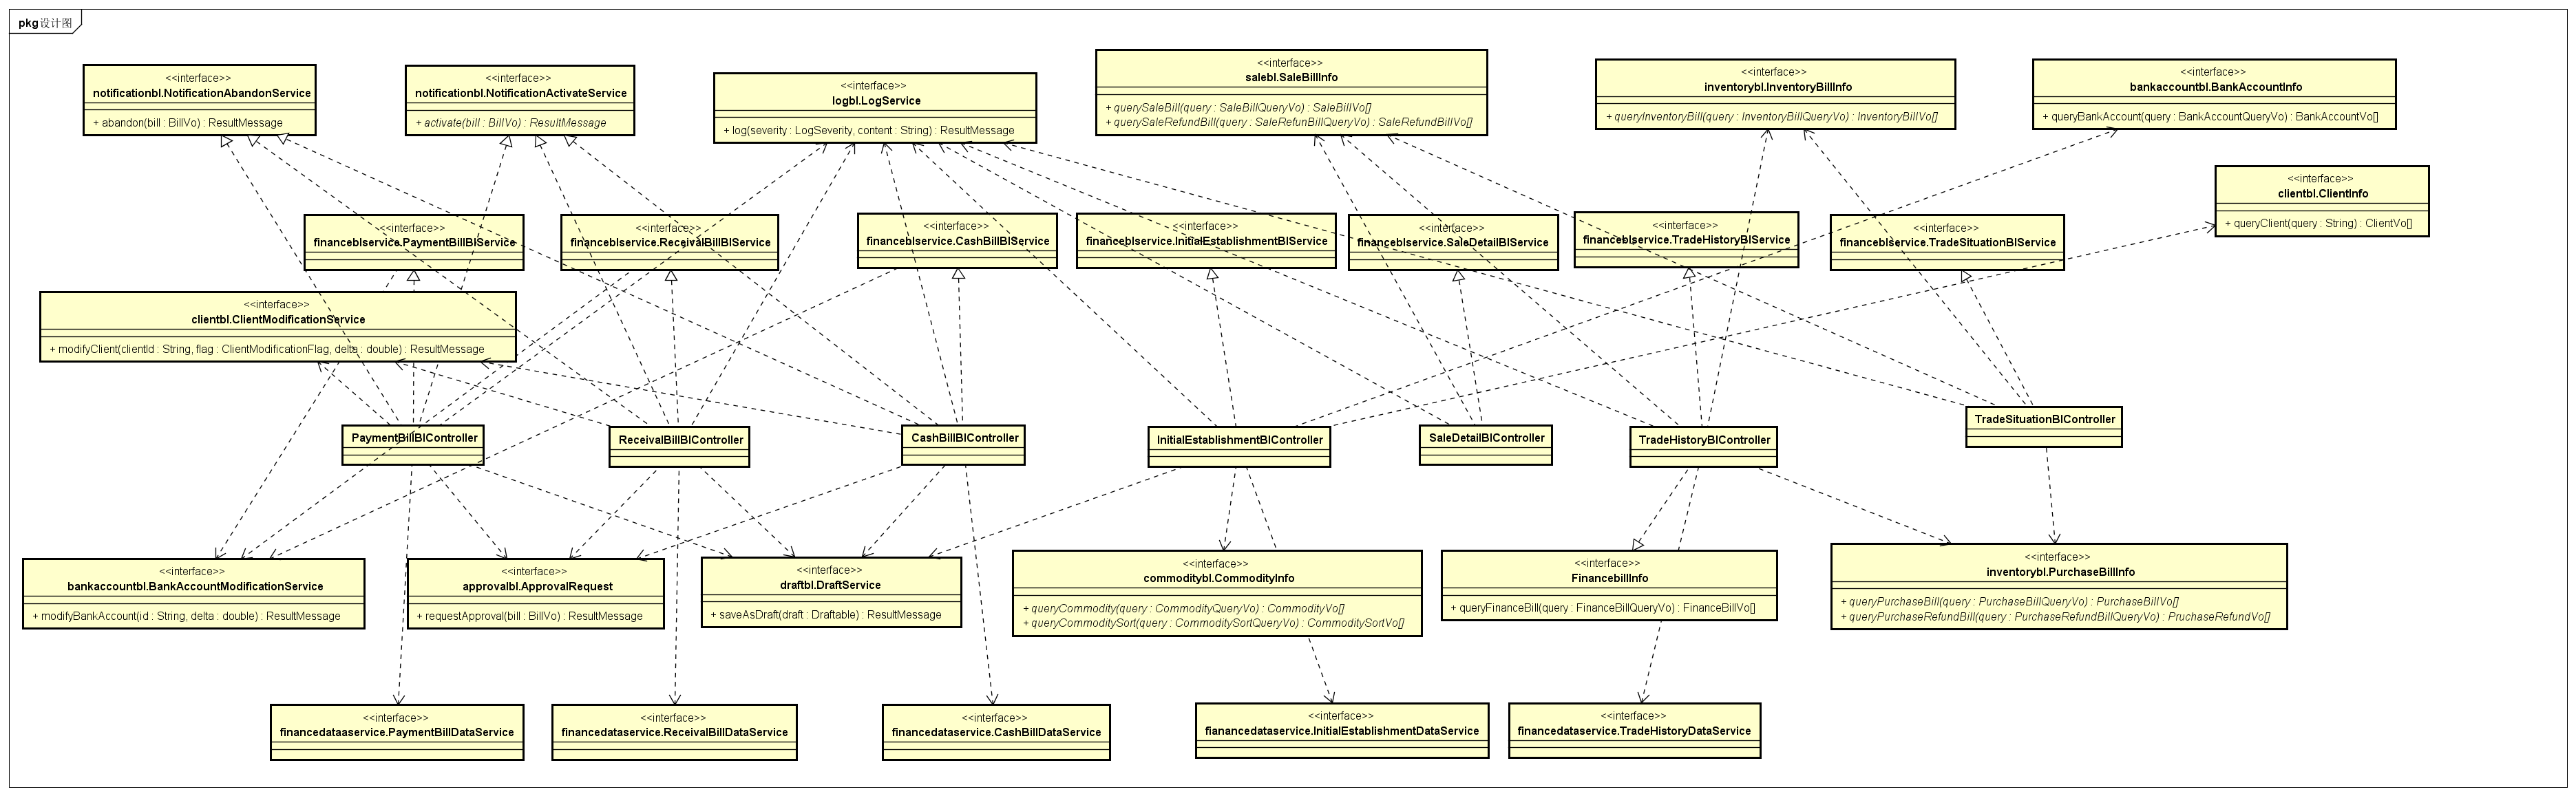 pkg 设计图
<<interface>>
notificationbl.NotificationAbandonService
+ abandon(bill : BillVo) : ResultMessage
<<interface>>
notificationbl.NotificationActivateService
+ activate(bill : BillVo) : ResultMessage
<<interface>>
logbl.LogService
+ log(severity : LogSeverity, content : String) : ResultMessage
<<interface>>
salebl.SaleBillInfo
+ querySaleBill(query : SaleBillQueryVo) : SaleBillVo[]
+ querySaleRefundBill(query : SaleRefunBillQueryVo) : SaleRefundBillVo[]
<<interface>>
inventorybl.InventoryBillInfo
+ queryInventoryBill(query : InventoryBillQueryVo) : InventoryBillVo[]
<<interface>>
bankaccountbl.BankAccountInfo
+ queryBankAccount(query : BankAccountQueryVo) : BankAccountVo[]
<<interface>>
clientbl.ClientInfo
+ queryClient(query : String) : ClientVo[]
<<interface>>
financeblservice.PaymentBillBlService
<<interface>>
financeblservice.ReceivalBillBlService
<<interface>>
financeblservice.CashBillBlService
<<interface>>
financeblservice.InitialEstablishmentBlService
<<interface>>
financeblservice.SaleDetailBlService
<<interface>>
financeblservice.TradeHistoryBlService
<<interface>>
financeblservice.TradeSituationBlService
<<interface>>
clientbl.ClientModificationService
+ modifyClient(clientId : String, flag : ClientModificationFlag, delta : double) : ResultMessage
PaymentBillBlController
ReceivalBillBlController
CashBillBlController
InitialEstablishmentBlController
SaleDetailBlController
TradeHistoryBlController
TradeSituationBlController
<<interface>>
bankaccountbl.BankAccountModificationService
+ modifyBankAccount(id : String, delta : double) : ResultMessage
<<interface>>
approvalbl.ApprovalRequest
+ requestApproval(bill : BillVo) : ResultMessage
<<interface>>
draftbl.DraftService
+ saveAsDraft(draft : Draftable) : ResultMessage
<<interface>>
commoditybl.CommodityInfo
+ queryCommodity(query : CommodityQueryVo) : CommodityVo[]
+ queryCommoditySort(query : CommoditySortQueryVo) : CommoditySortVo[]
<<interface>>
FinancebillInfo
+ queryFinanceBill(query : FinanceBillQueryVo) : FinanceBillVo[]
<<interface>>
inventorybl.PurchaseBillInfo
+ queryPurchaseBill(query : PurchaseBillQueryVo) : PurchaseBillVo[]
+ queryPurchaseRefundBill(query : PurchaseRefundBillQueryVo) : PruchaseRefundVo[]
<<interface>>
financedataaservice.PaymentBillDataService
<<interface>>
financedataservice.ReceivalBillDataService
<<interface>>
financedataservice.CashBillDataService
<<interface>>
fianancedataservice.InitialEstablishmentDataService
<<interface>>
financedataservice.TradeHistoryDataService